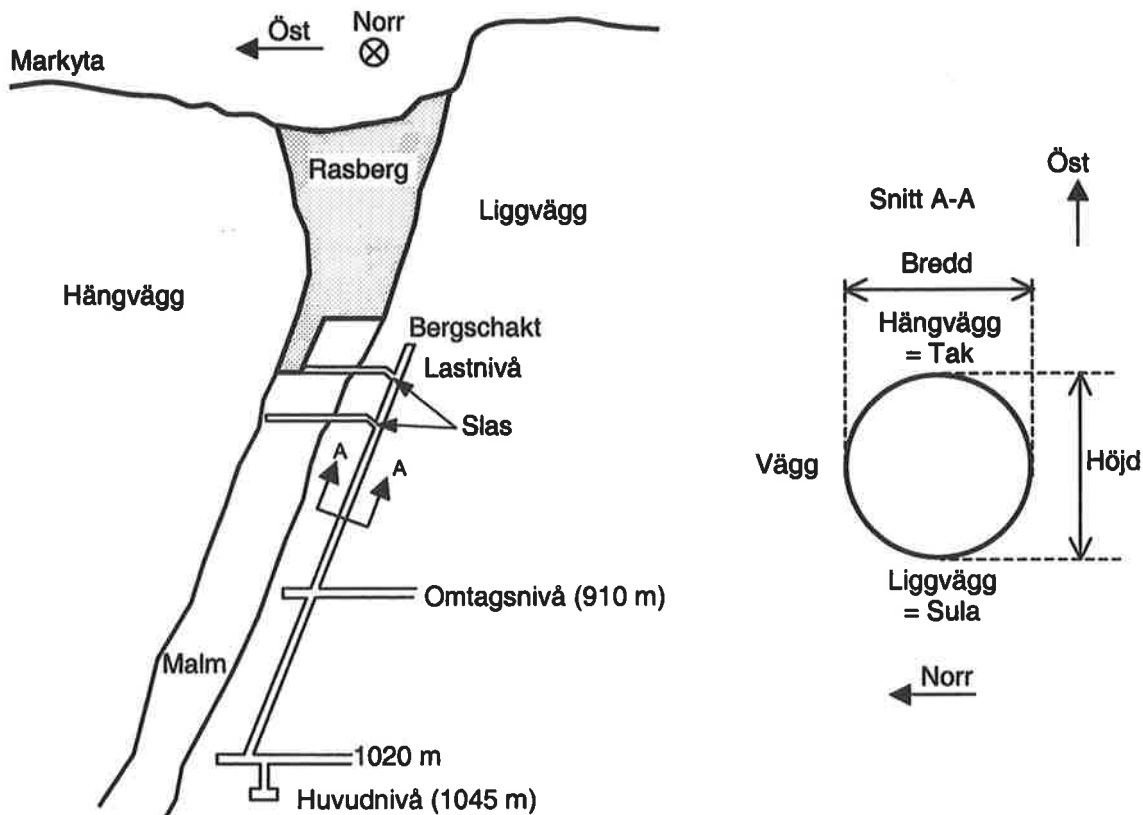 Öst
Norr
Markyta
Rasberg
Liggvägg
Hängvägg
Bergschakt
Lastnivå
Slas
A
A
Omtagsnivå (910 m)
Malm
1020 m
Huvudnivå (1045 m)
Öst
Snitt A-A
Bredd
Hängvägg
= Tak
Vägg
Höjd
Liggvägg
= Sula
Norr